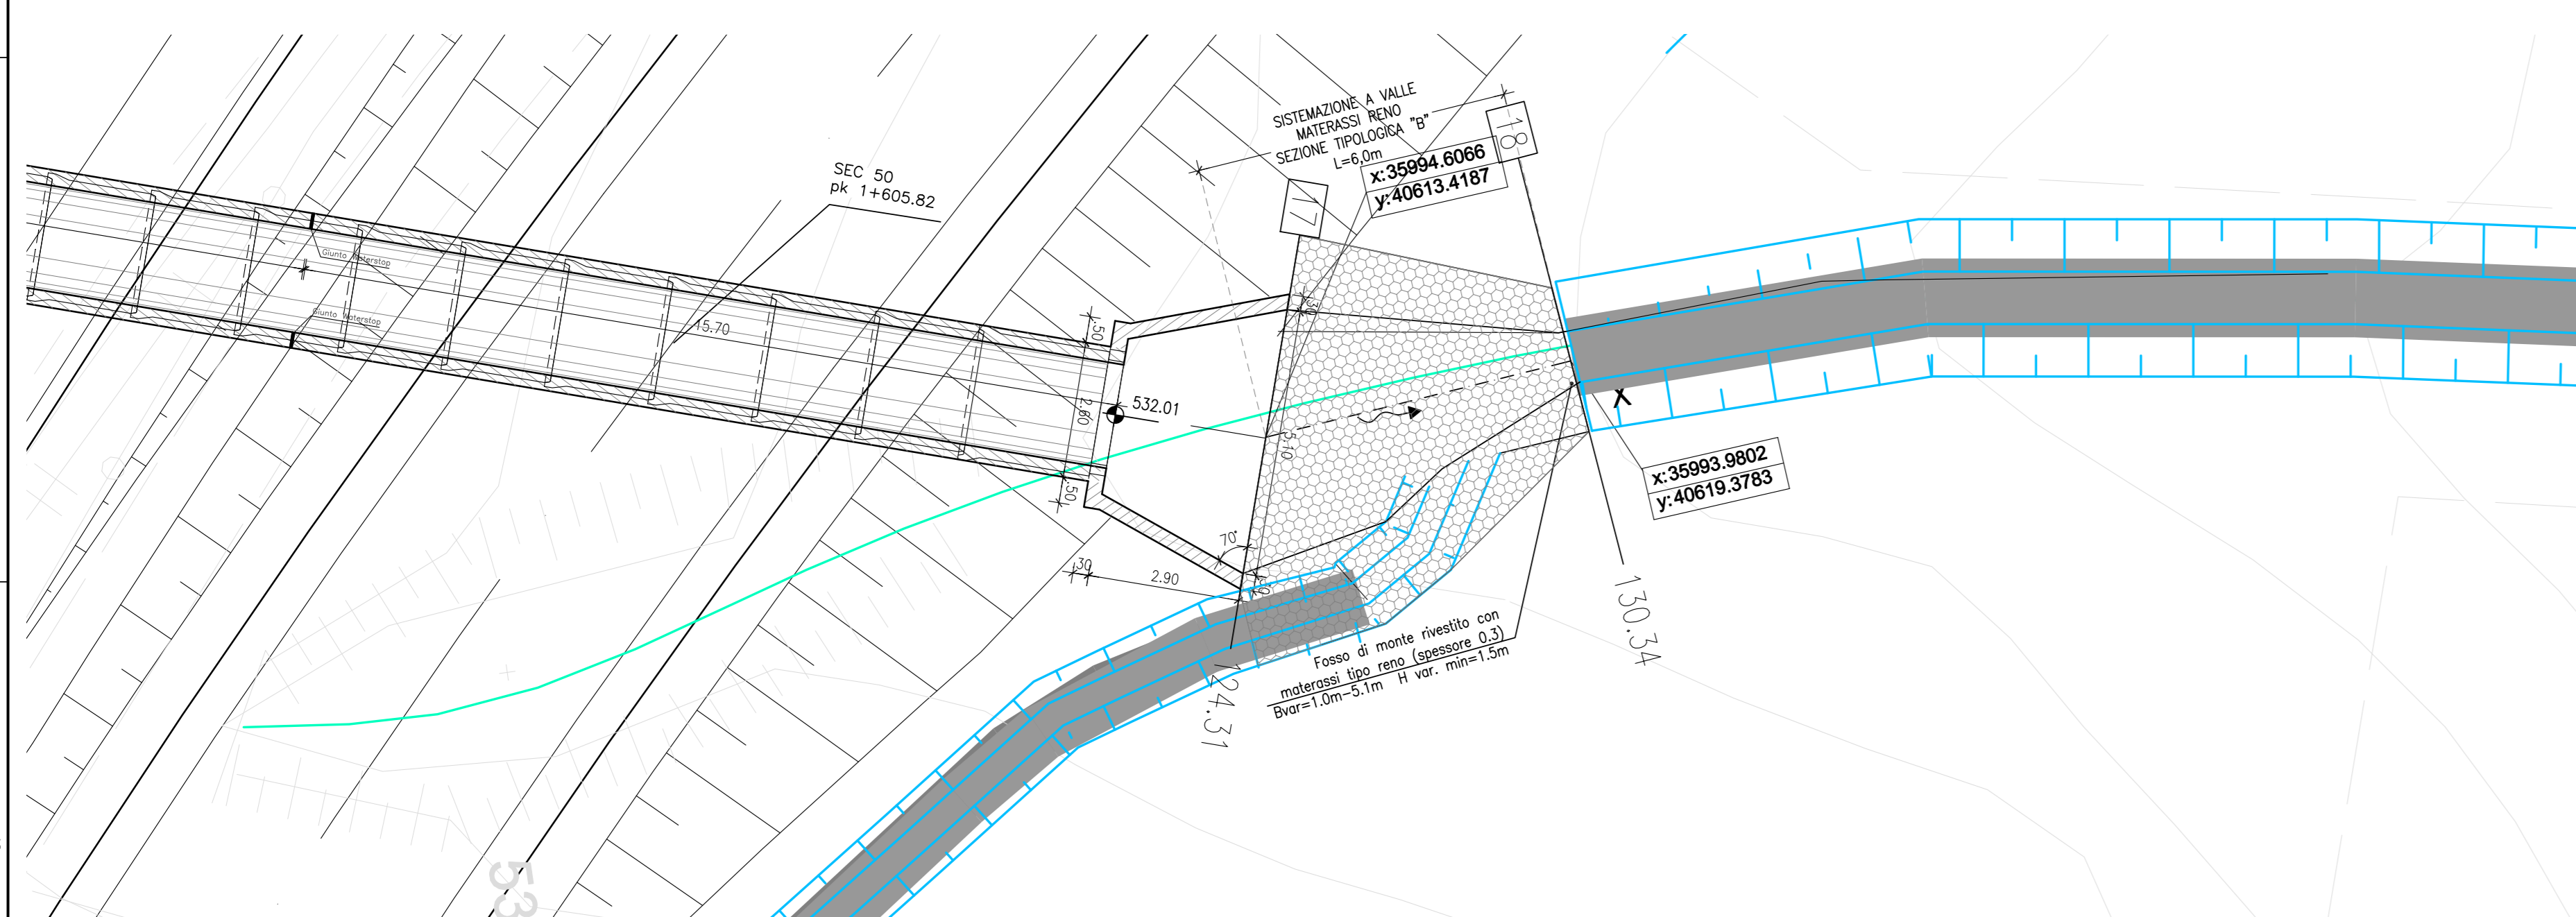 SISTEMAZIONE A VALLE
MATERASSI RENO
SEZIONE TIPOLOGICA "B"
L=6,0m
18
x:35994.6066
y:40613.4187
17
SEC 50
pk 1+605.82
Giunto Waterstop
Giunto Waterstop
15.70
.50
2.60
.50
532.01
.30
5.10
70°
.30
2.90
X
x:35993.9802
y:40619.3783
130.34
124.31
Fosso di monte rivestito con
materassi tipo reno (spessore 0.3)
Bvar=1.0m-5.1m H var. min=1.5m
53